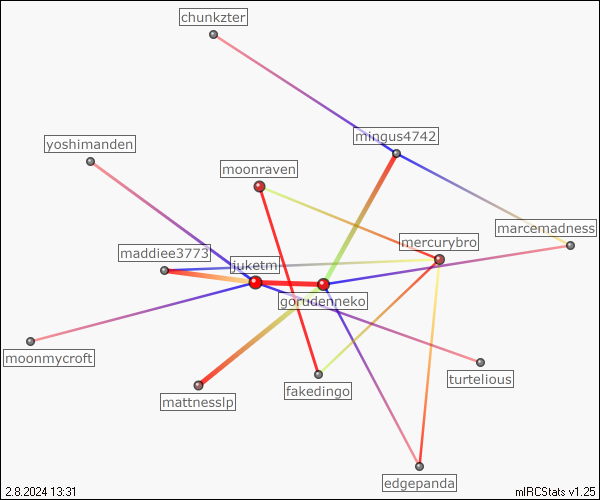 chunkzter
mingus4742
yoshimanden
moonraven
marcemadness
mercurybro
maddiee3773
juketm
gorudenneko
moonmycroft
turtelious
fakedingo
mattnesslp
edgepanda
2.8.2024 13:31
mIRCStats v1.25